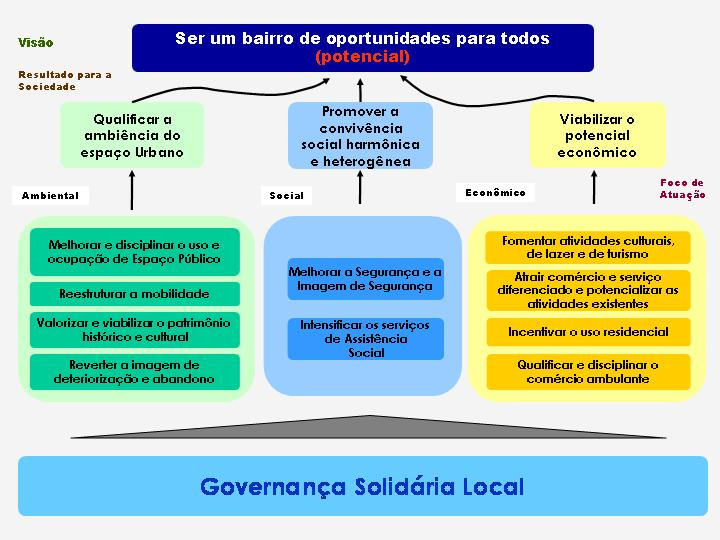 Visão
Ser um bairro de oportunidades para todos
(potencial)
Resultado para a
Sociedade
Qualificar a
ambiência do
espaço Urbano
Promover a
convivência
social harmônica
e heterogênea
Viabilizar o
potencial
econômico
Ambiental
Social
Econômico
Foco de
Atuação
Melhorar e disciplinar o uso e
ocupação de Espaço Público
Reestruturar a mobilidade
Valorizar e viabilizar o patrimônio
histórico e cultural
Reverter a imagem de
deteriorização e abandono
Melhorar a Segurança e a
Imagem de Segurança
Intensificar os serviços
de Assistência
Social
Fomentar atividades culturais,
de lazer e de turismo
Atrair comércio e serviço
diferenciado e potencializar as
atividades existentes
Incentivar o uso residencial
Qualificar e disciplinar o
comércio ambulante
Governança Solidária Local